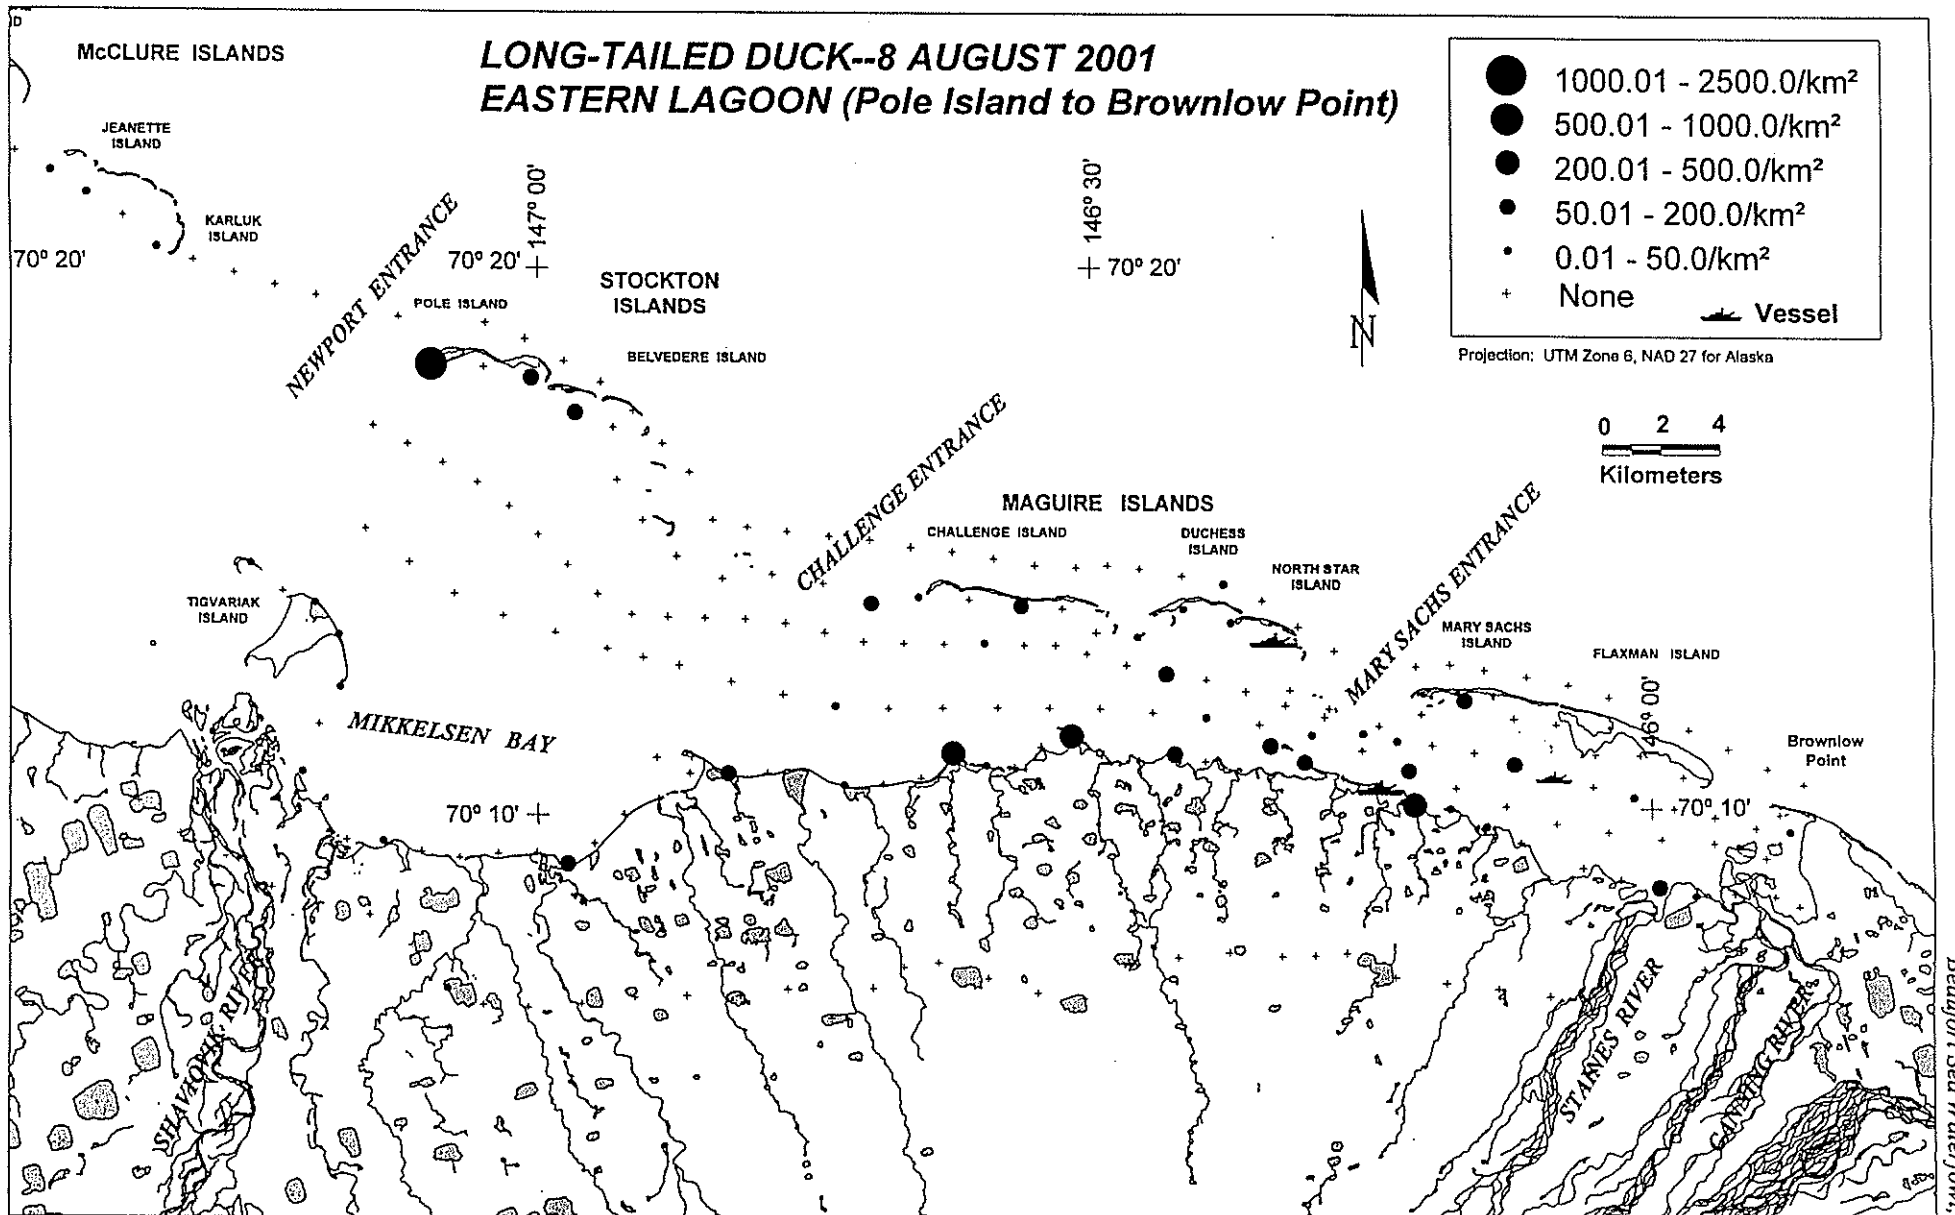 D
McCLURE ISLANDS
LONG-TAILED DUCK--8 AUGUST 2001
EASTERN LAGOON (Pole Island to Brownlow Point)
1000.01 - 2500.0/km²
500.01 - 1000.0/km²
200.01 - 500.0/km²
50.01 - 200.0/km²
0.01 - 50.0/km²
None
Vessel
Projection: UTM Zone 6, NAD 27 for Alaska
0 2 4
Kilometers
N
JEANETTE
ISLAND
KARLUK
ISLAND
70° 20'
NEWPORT ENTRANCE
147° 00'
70° 20'
146° 30'
70° 20'
STOCKTON
ISLANDS
POLE ISLAND
BELVEDERE ISLAND
CHALLENGE ENTRANCE
MAGUIRE ISLANDS
CHALLENGE ISLAND
DUCHESS
ISLAND
NORTH STAR
ISLAND
MARY SACHS ENTRANCE
MARY SACHS
ISLAND
FLAXMAN ISLAND
146° 00'
Brownlow
Point
TIGVARIAK
ISLAND
MIKKELSEN BAY
70° 10'
70° 10'
SHAVIOVIK RIVER
STAINES RIVER
CANNING RIVER
Beaufort Sea Waterfowl